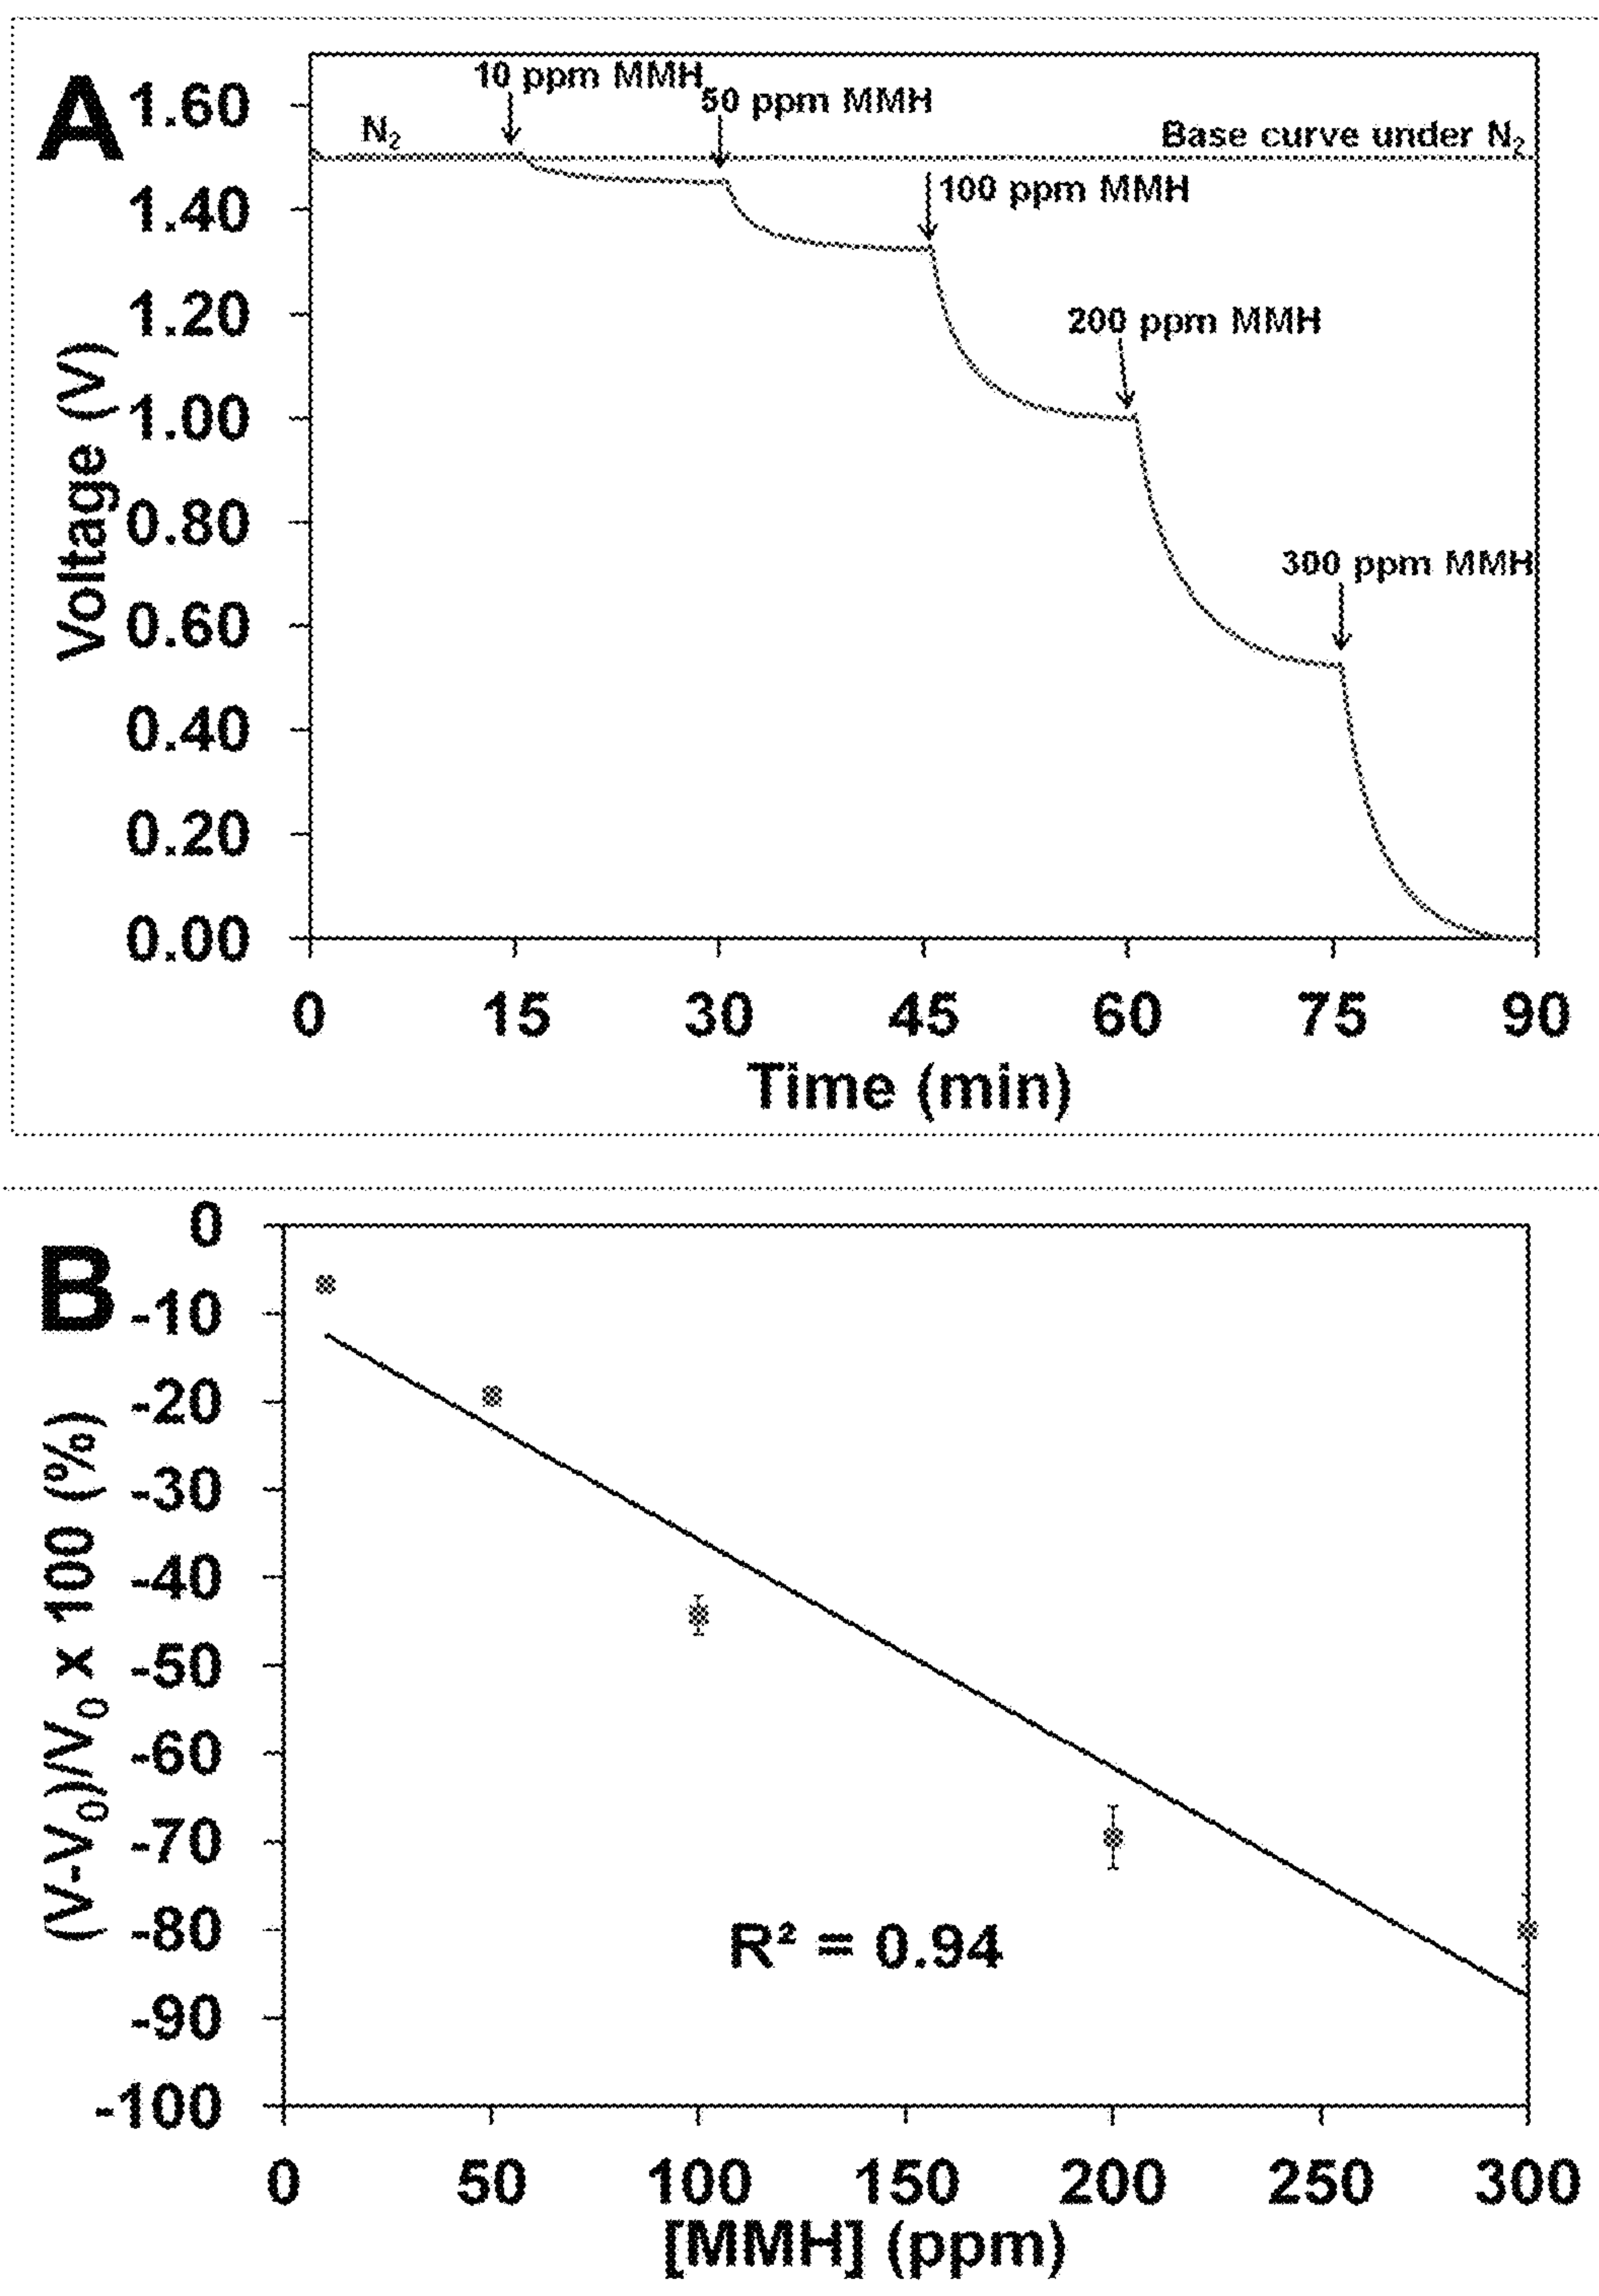 A
1.60
1.40
1.20
1.00
0.80
0.60
0.40
0.20
0.00
Voltage (V)
10 ppm MMH
50 ppm MMH
N₂
Base curve under N₂
100 ppm MMH
200 ppm MMH
300 ppm MMH
0 15 30 45 60 75 90
Time (min)
B
0
-10
-20
-30
-40
-50
-60
-70
-80
-90
-100
(V-V₀)/V₀ x 100 (%)
R² = 0.94
0 50 100 150 200 250 300
[MMH] (ppm)